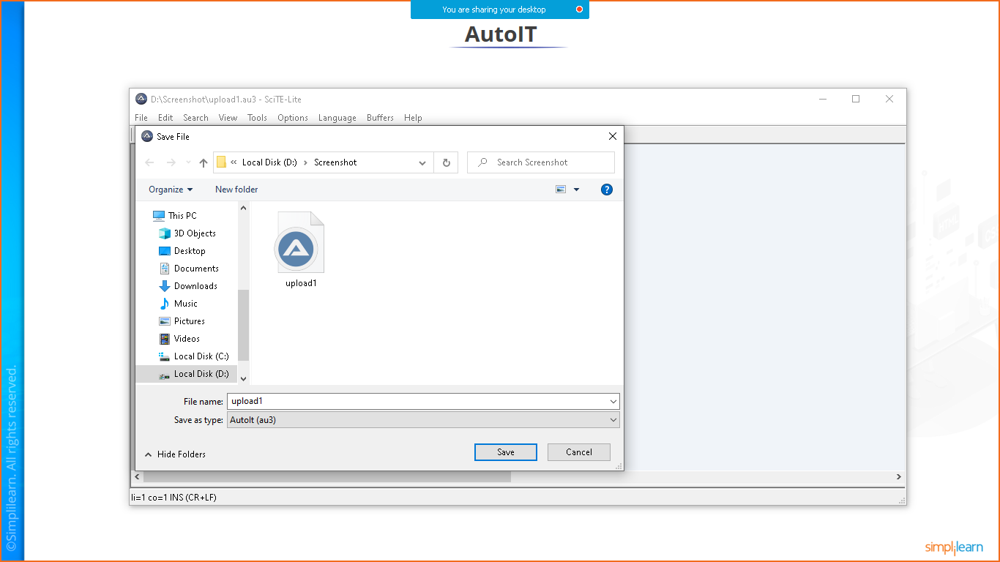 You are sharing your desktop
AutoIT
D:\Screenshot\upload1.au3 - SciTE-Lite
File Edit Search View Tools Options Language Buffers Help
Save File
« Local Disk (D:) › Screenshot
Search Screenshot
Organize New folder
?
This PC
3D Objects
Desktop
Documents
Downloads
Music
Pictures
Videos
Local Disk (C:)
Local Disk (D:)
upload1
File name: upload1
Save as type: AutoIt (au3)
Hide Folders
Save Cancel
li=1 co=1 INS (CR+LF)
©Simplilearn. All rights reserved.
HTML
simplilearn